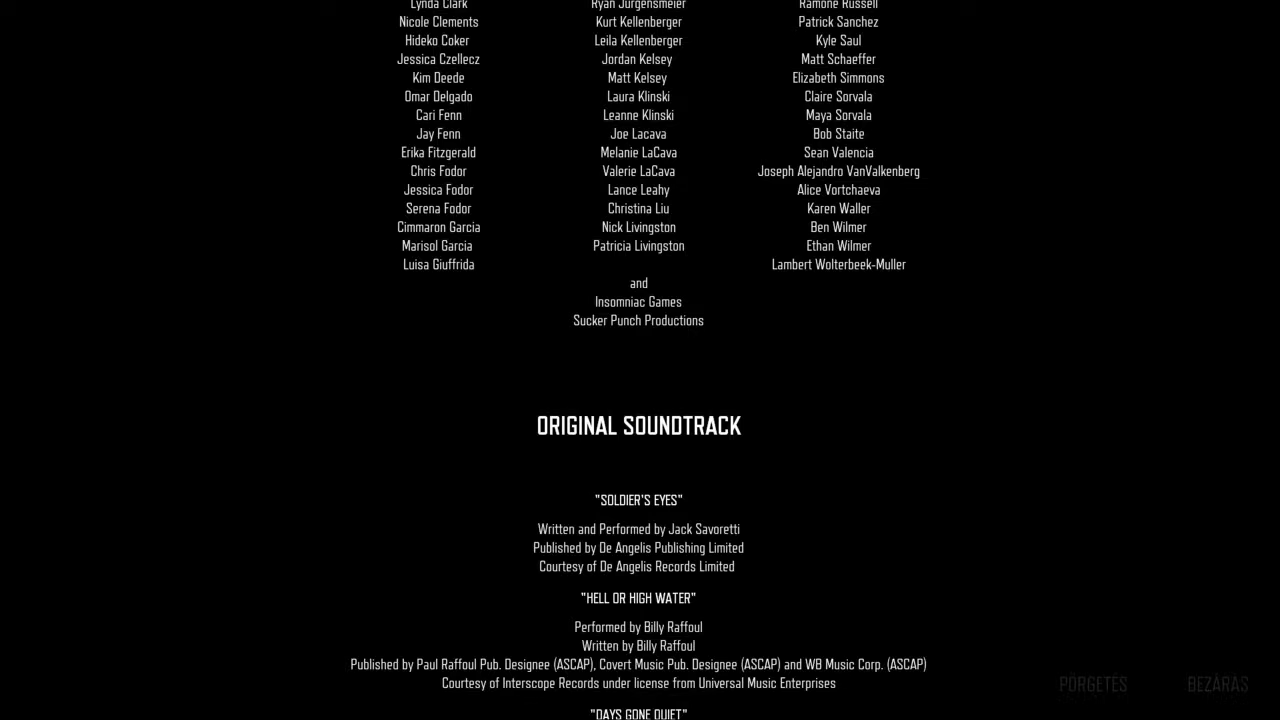 Lynda Clark
Nicole Clements
Hideko Coker
Jessica Czellecz
Kim Deede
Omar Delgado
Cari Fenn
Jay Fenn
Erika Fitzgerald
Chris Fodor
Jessica Fodor
Serena Fodor
Cimmaron Garcia
Marisol Garcia
Luisa Giuffrida
Ryan Jurgensmeier
Kurt Kellenberger
Leila Kellenberger
Jordan Kelsey
Matt Kelsey
Laura Klinski
Leanne Klinski
Joe Lacava
Melanie LaCava
Valerie LaCava
Lance Leahy
Christina Liu
Nick Livingston
Patricia Livingston
Ramone Russell
Patrick Sanchez
Kyle Saul
Matt Schaeffer
Elizabeth Simmons
Claire Sorvala
Maya Sorvala
Bob Staite
Sean Valencia
Joseph Alejandro VanValkenberg
Alice Vortchaeva
Karen Waller
Ben Wilmer
Ethan Wilmer
Lambert Wolterbeek-Muller
and
Insomniac Games
Sucker Punch Productions
ORIGINAL SOUNDTRACK
"SOLDIER'S EYES"
Written and Performed by Jack Savoretti
Published by De Angelis Publishing Limited
Courtesy of De Angelis Records Limited
"HELL OR HIGH WATER"
Performed by Billy Raffoul
Written by Billy Raffoul
Published by Paul Raffoul Pub. Designee (ASCAP), Covert Music Pub. Designee (ASCAP) and WB Music Corp. (ASCAP)
Courtesy of Interscope Records under license from Universal Music Enterprises
"DAYS GONE QUIET"
PÖRGETÉS
BEZÁRÁS